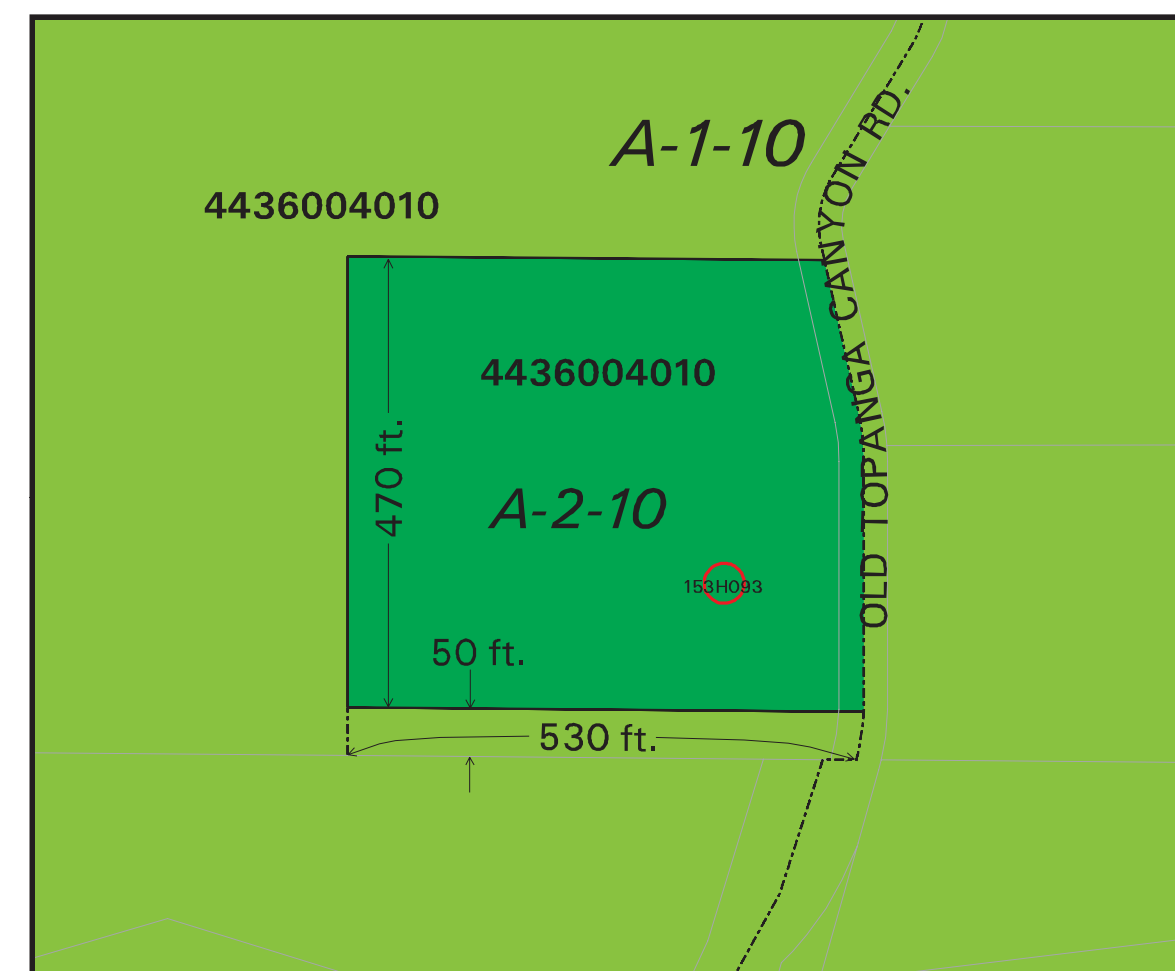 A-1-10
4436004010
4436004010
470 ft.
A-2-10
153H093
50 ft.
530 ft.
OLD TOPANGA CANYON RD.